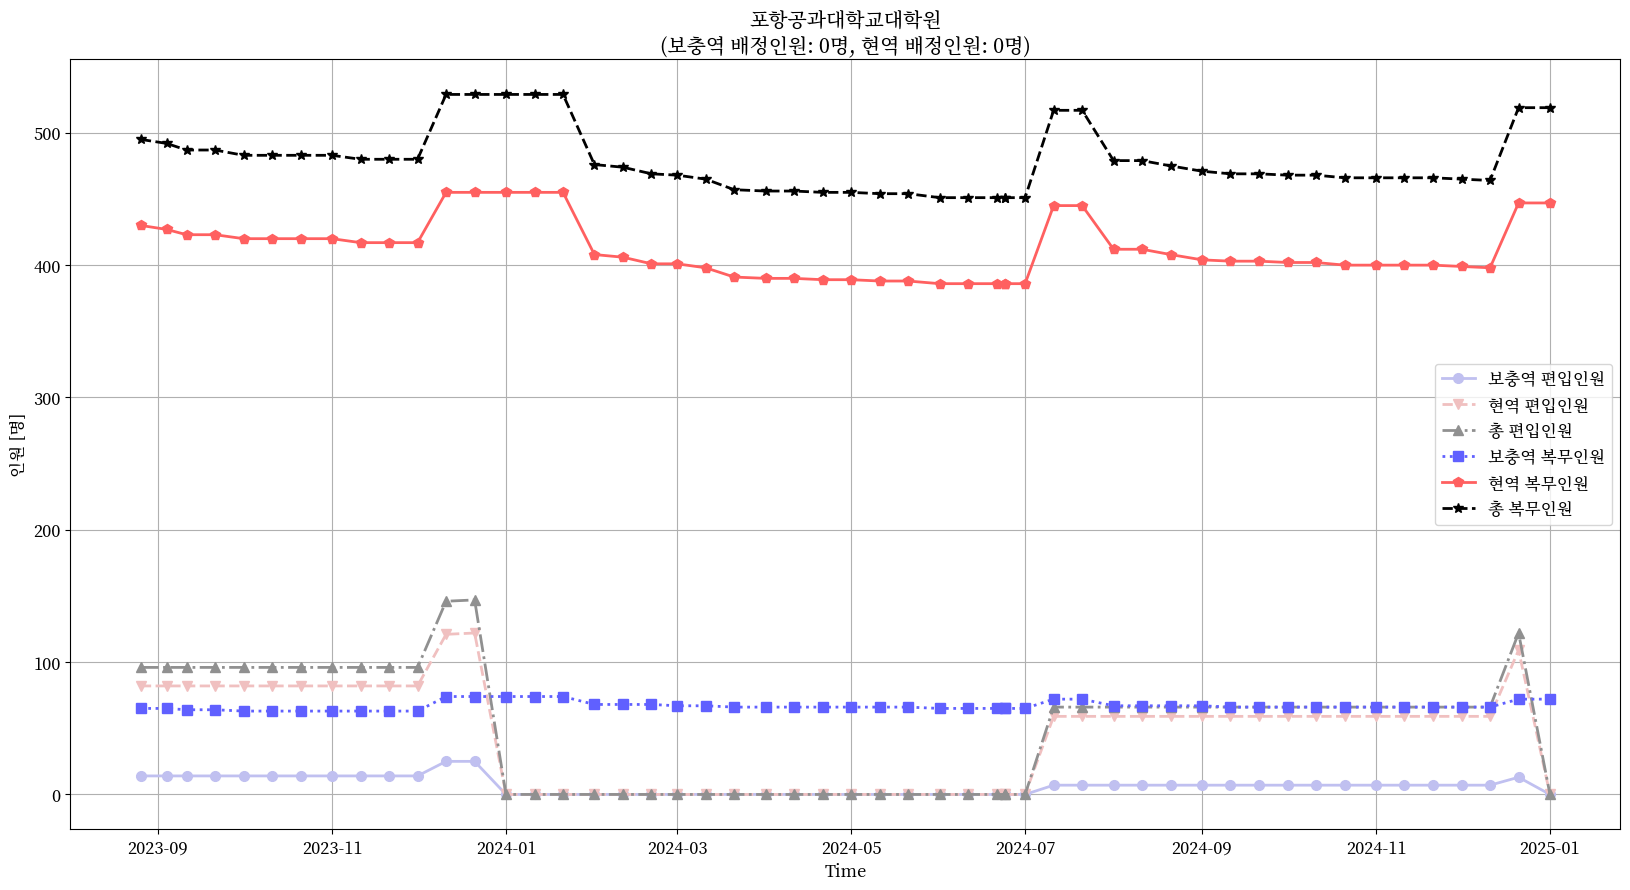 포항공과대학교대학원
(보충역 배정인원: 0명, 현역 배정인원: 0명)
인원 [명]
500
400
300
200
100
0
보충역 편입인원
현역 편입인원
총 편입인원
보충역 복무인원
현역 복무인원
총 복무인원
2023-09
2023-11
2024-01
2024-03
2024-05
2024-07
2024-09
2024-11
2025-01
Time